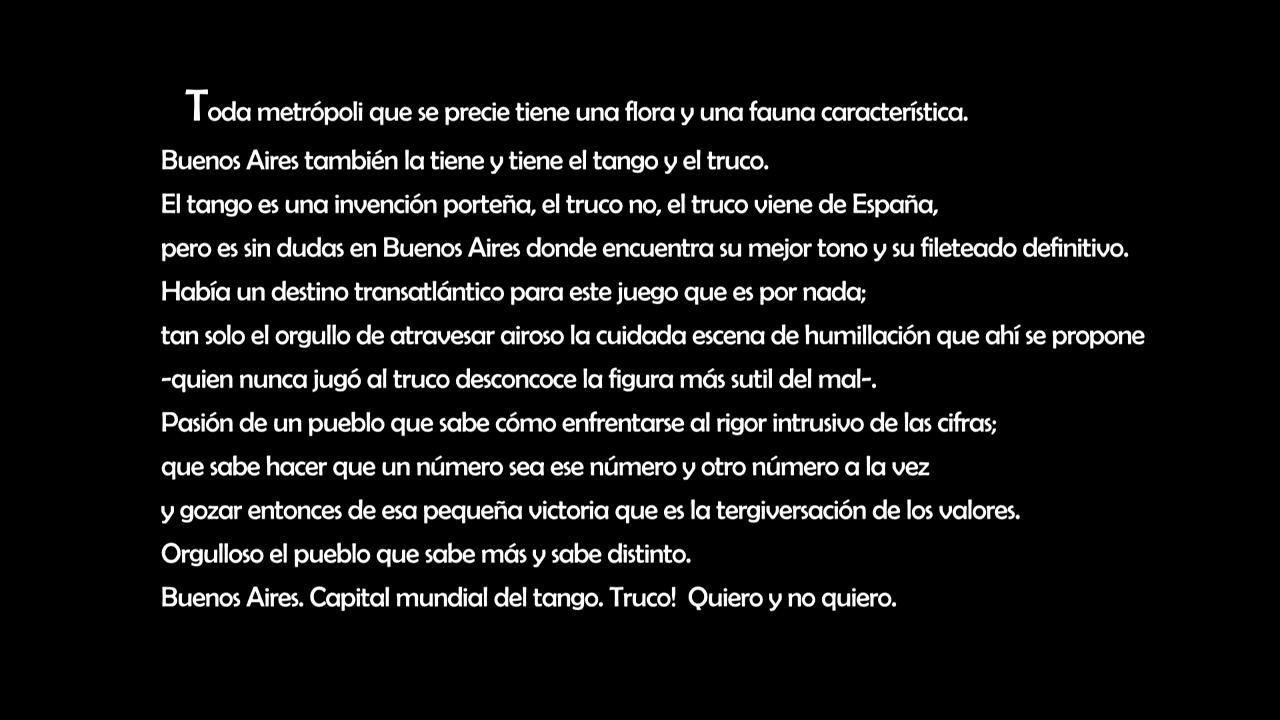 Toda metrópoli que se precie tiene una flora y una fauna característica.
Buenos Aires también la tiene y tiene el tango y el truco.
El tango es una invención porteña, el truco no, el truco viene de España,
pero es sin dudas en Buenos Aires donde encuentra su mejor tono y su fileteado definitivo.
Había un destino transatlántico para este juego que es por nada;
tan solo el orgullo de atravesar airoso la cuidada escena de humillación que ahí se propone
-quien nunca jugó al truco desconcoce la figura más sutil del mal-.
Pasión de un pueblo que sabe cómo enfrentarse al rigor intrusivo de las cifras;
que sabe hacer que un número sea ese número y otro número a la vez
y gozar entonces de esa pequeña victoria que es la tergiversación de los valores.
Orgulloso el pueblo que sabe más y sabe distinto.
Buenos Aires. Capital mundial del tango. Truco!  Quiero y no quiero.